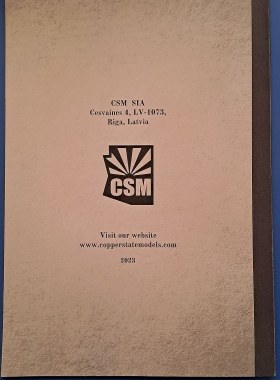 CSM SIA
Cesvaines 4, LV-1073,
Riga, Latvia
CSM
Visit our website
www.copperstatemodels.com
2023